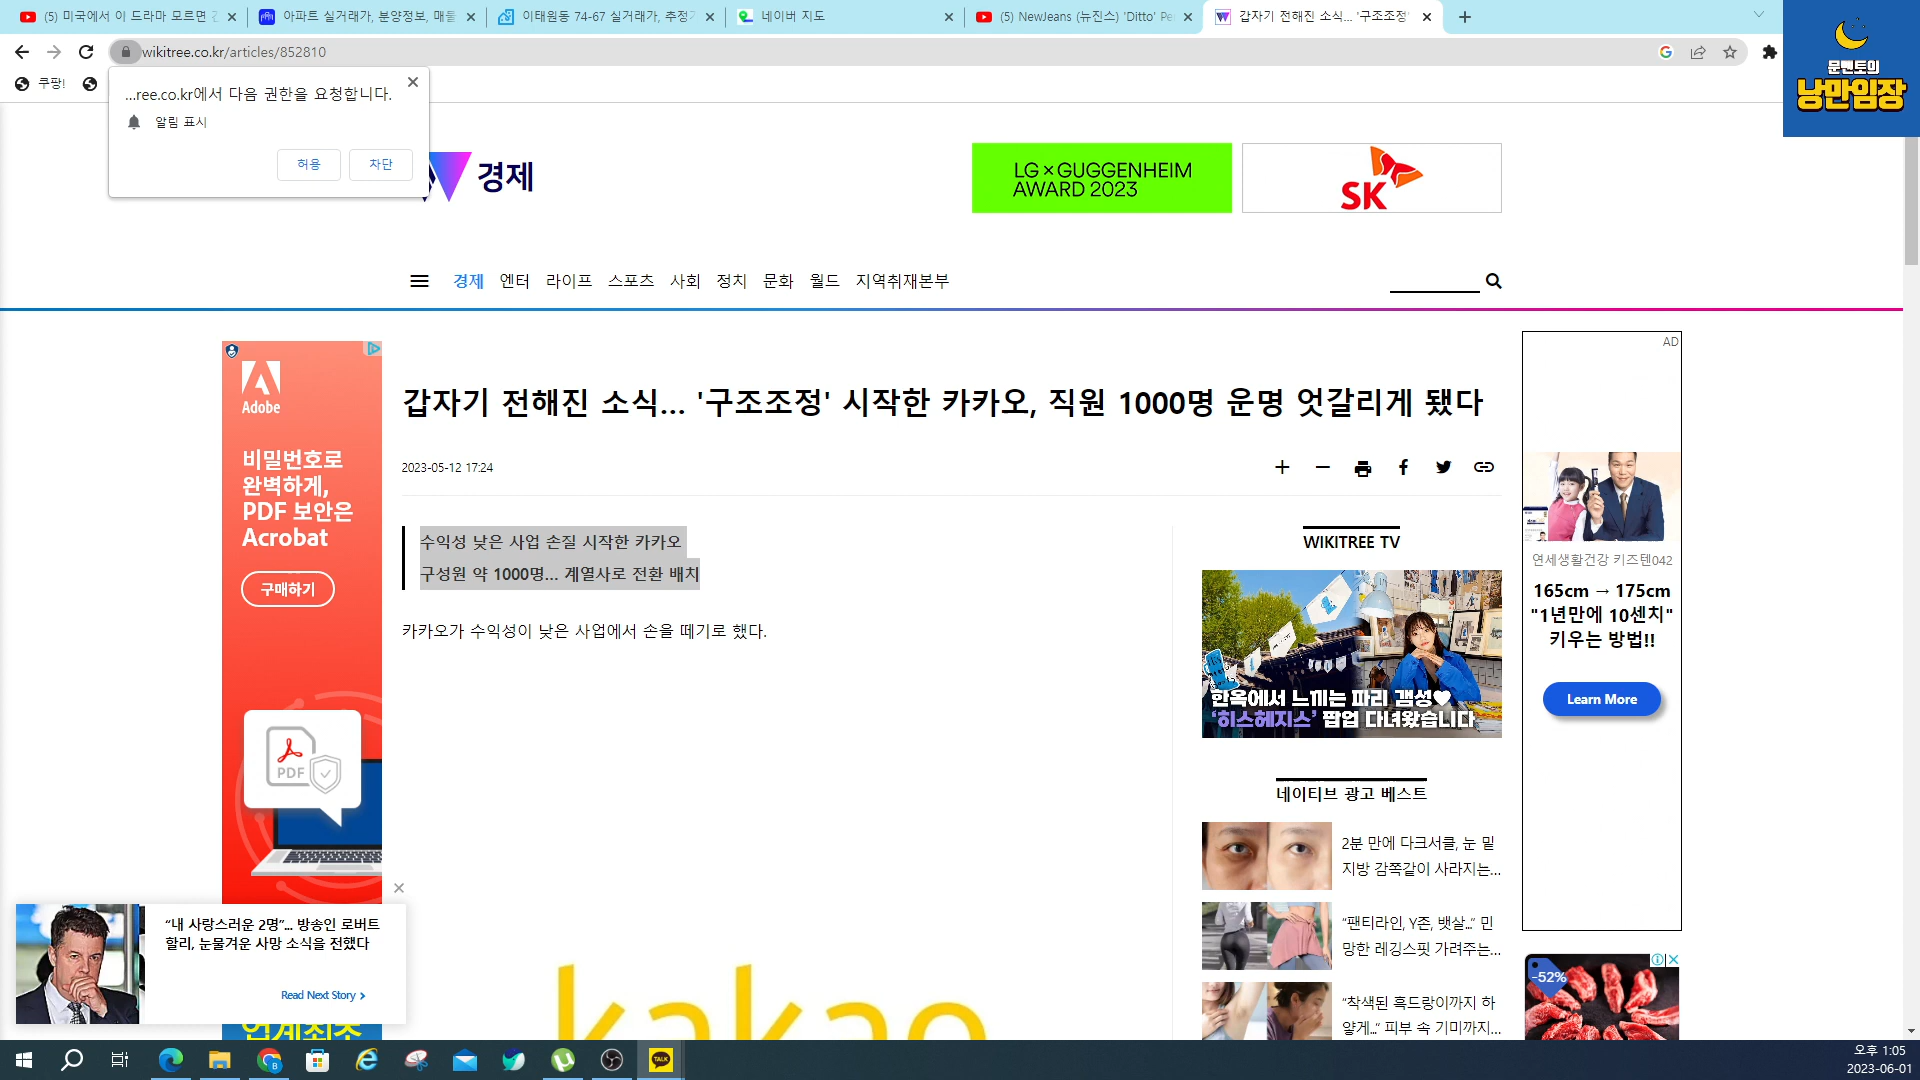 (5) 미국에서 이 드라마 모르면 간
아파트 실거래가, 분양정보, 매물
이태원동 74-67 실거래가, 추정가
네이버 지도
(5) NewJeans (뉴진스) 'Ditto' Pe
갑자기 전해진 소식... '구조조정'
wikitree.co.kr/articles/852810
쿠팡!
...ree.co.kr에서 다음 권한을 요청합니다.
알림 표시
허용
차단
문멘토의
낭만임장
경제
LG × GUGGENHEIM
AWARD 2023
SK
경제 엔터 라이프 스포츠 사회 정치 문화 월드 지역취재본부
Adobe
비밀번호로
완벽하게,
PDF 보안은
Acrobat
구매하기
PDF
갑자기 전해진 소식... '구조조정' 시작한 카카오, 직원 1000명 운명 엇갈리게 됐다
2023-05-12 17:24
수익성 낮은 사업 손질 시작한 카카오
구성원 약 1000명... 계열사로 전환 배치
카카오가 수익성이 낮은 사업에서 손을 떼기로 했다.
kakao
WIKITREE TV
한옥에서 느끼는 파리 갬성♥
'히스헤지스' 팝업 다녀왔습니다
네이티브 광고 베스트
2분 만에 다크서클, 눈 밑
지방 감쪽같이 사라지는...
"팬티라인, Y존, 뱃살..." 민
망한 레깅스핏 가려주는...
"착색된 흑드랑이까지 하
얗게..." 피부 속 기미까지...
AD
연세생활건강 키즈텐042
165cm → 175cm
"1년만에 10센치"
키우는 방법!!
Learn More
-52%
"내 사랑스러운 2명"... 방송인 로버트
할리, 눈물겨운 사망 소식을 전했다
Read Next Story
업계최초
TALK
오후 1:05
2023-06-01